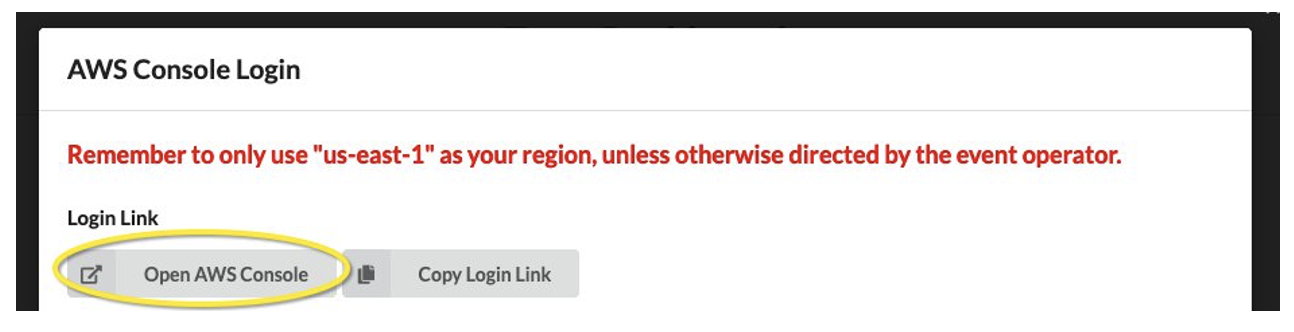 AWS Console Login
Remember to only use "us-east-1" as your region, unless otherwise directed by the event operator.
Login Link
Open AWS Console
Copy Login Link